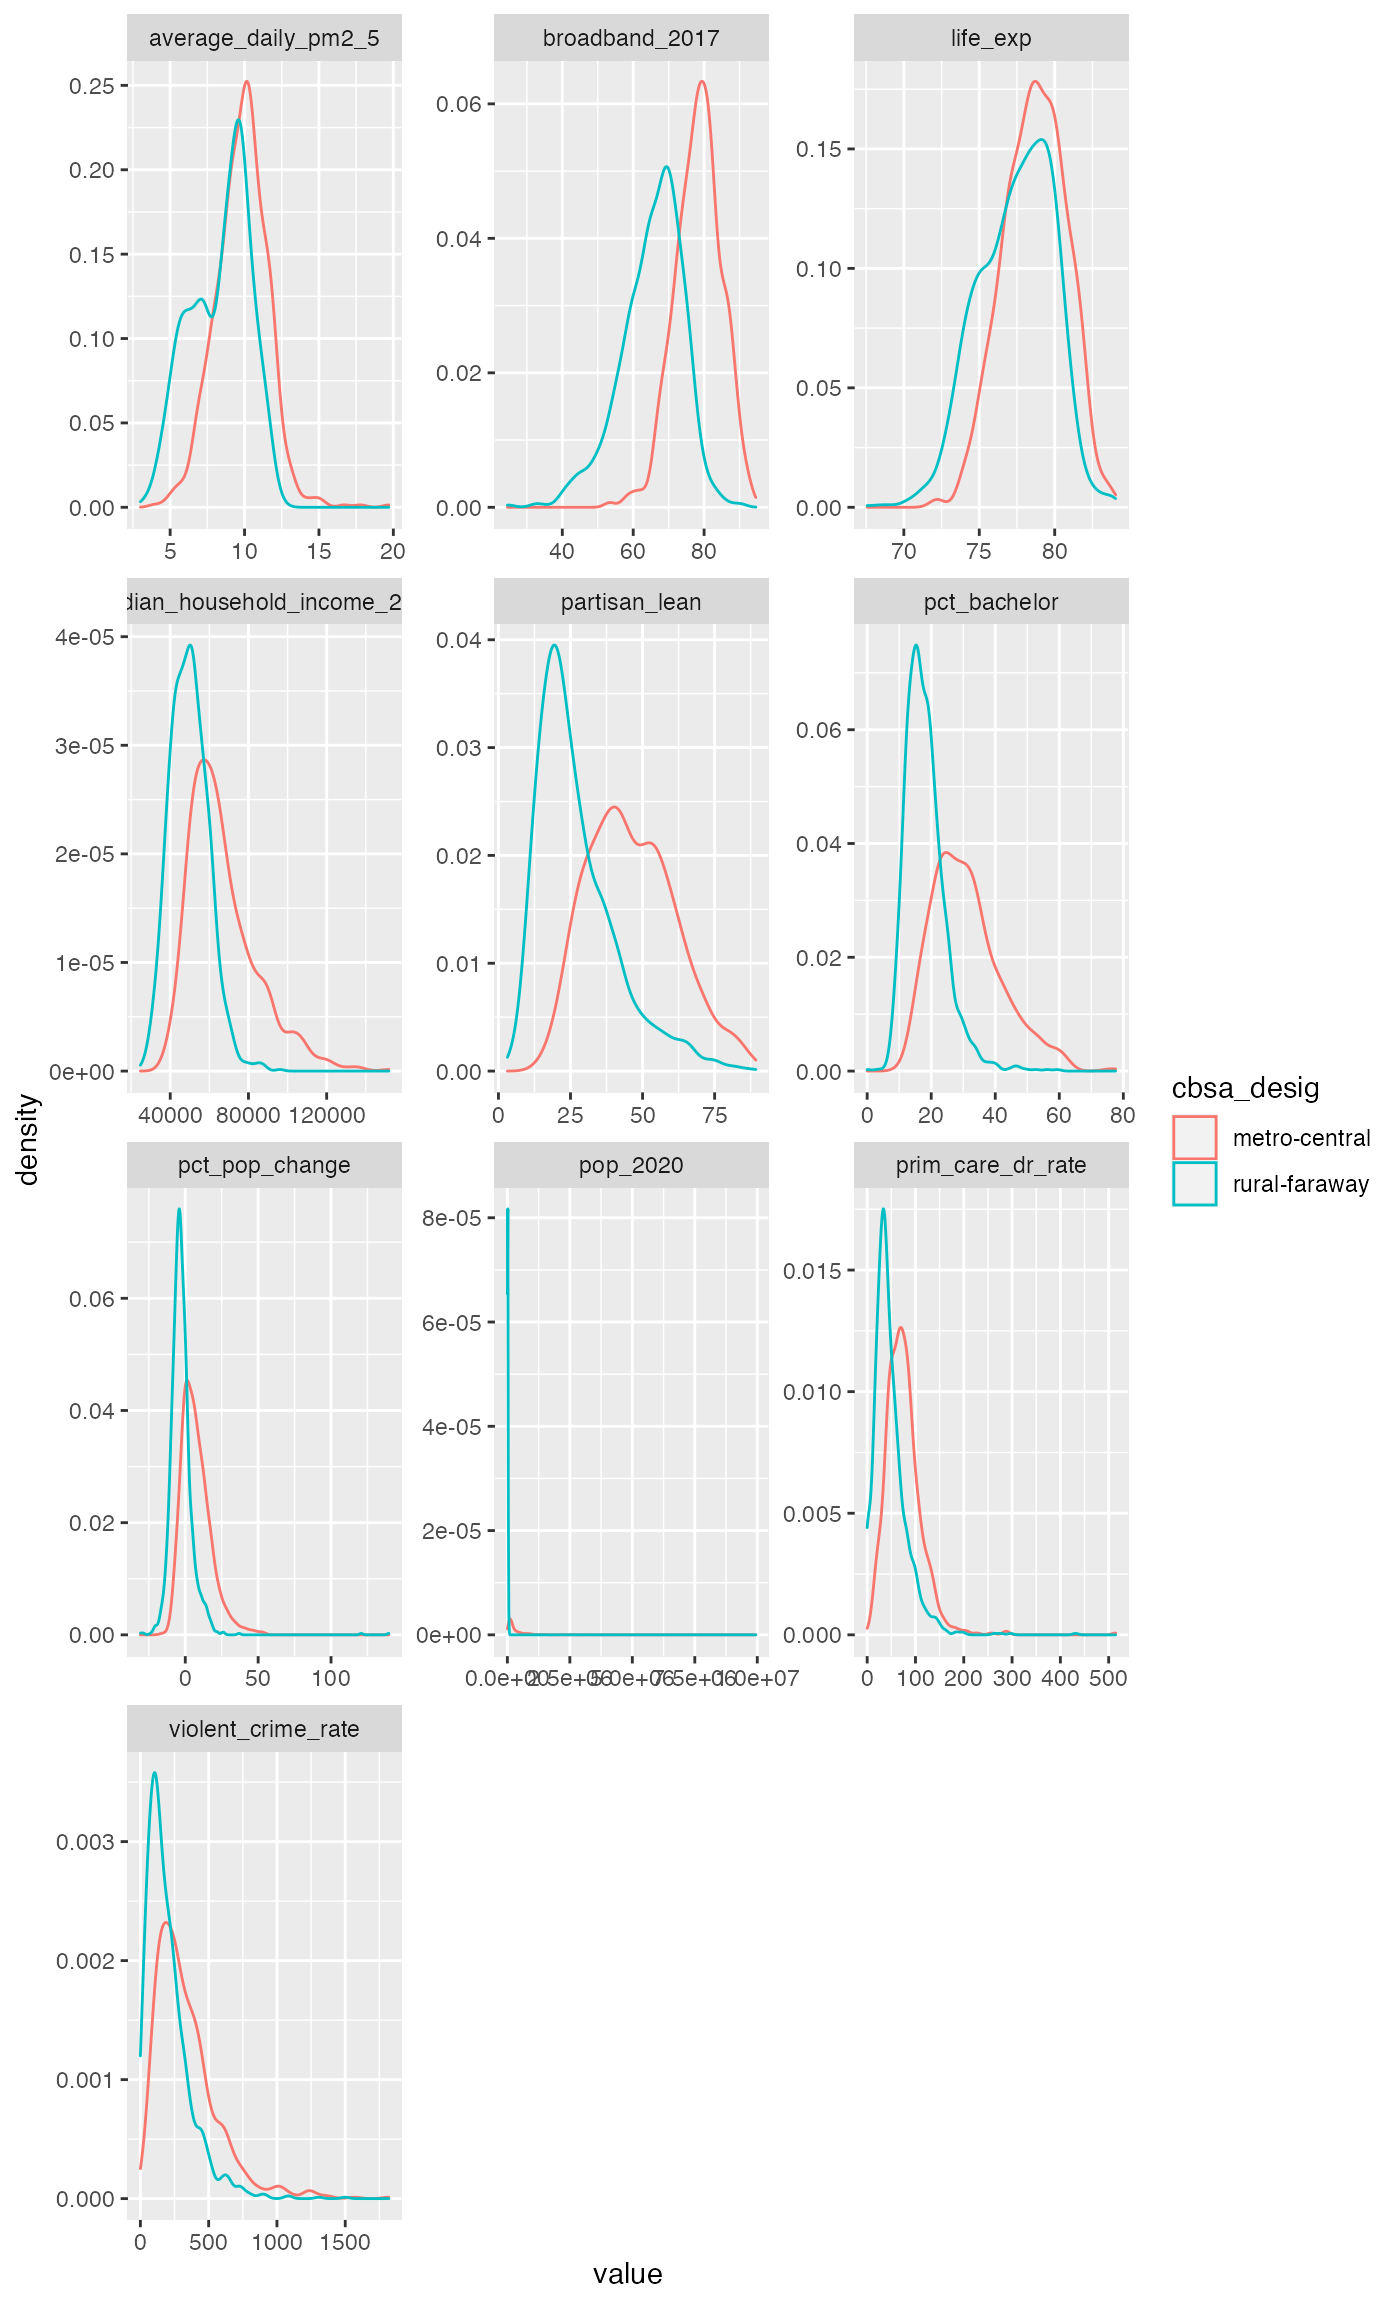 average_daily_pm2_5
broadband_2017
life_exp
0.25
0.20
0.15
0.10
0.05
0.00
0.06
0.04
0.02
0.00
0.15
0.10
0.05
0.00
5 10 15 20
40 60 80
70 75 80
dian_household_income_2
partisan_lean
pct_bachelor
4e-05
3e-05
2e-05
1e-05
0e+00
0.04
0.03
0.02
0.01
0.00
0.06
0.04
0.02
0.00
40000 80000 120000
0 25 50 75
0 20 40 60 80
pct_pop_change
pop_2020
prim_care_dr_rate
0.06
0.04
0.02
0.00
8e-05
6e-05
4e-05
2e-05
0e+00
0.015
0.010
0.005
0.000
0 50 100
0.0e+00 2.5e+06 5.0e+06 7.5e+06 1.0e+07
0 100 200 300 400 500
violent_crime_rate
0.003
0.002
0.001
0.000
0 500 1000 1500
value
density
cbsa_desig
metro-central
rural-faraway